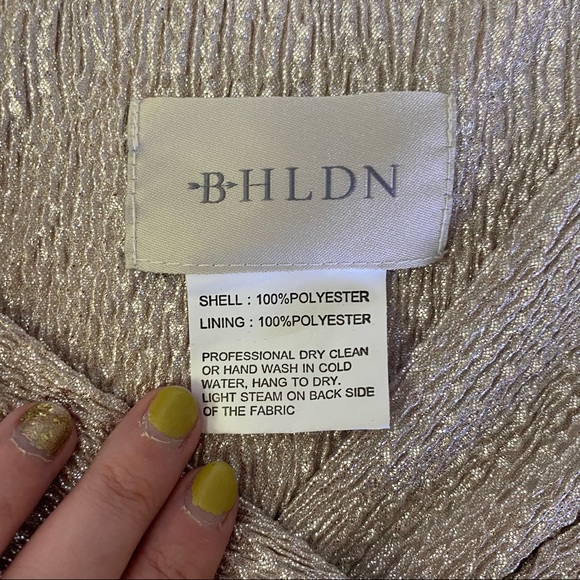 BHLDN
SHELL : 100%POLYESTER
LINING : 100%POLYESTER
PROFESSIONAL DRY CLEAN
OR HAND WASH IN COLD
WATER, HANG TO DRY.
LIGHT STEAM ON BACK SIDE
OF THE FABRIC